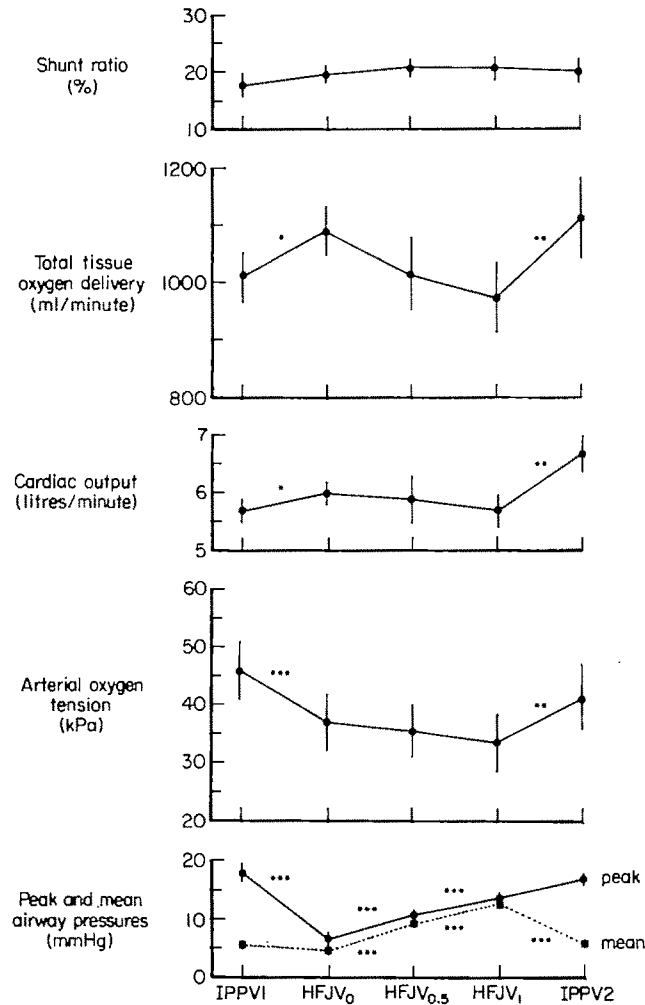 30
Shunt ratio
(%)
20
10
1200
Total tissue
oxygen delivery
(ml/minute)
1000
800
7
Cardiac output
(litres/minute)
6
5
60
50
Arterial oxygen
tension
(kPa)
40
30
20
20
Peak and mean
airway pressures
(mmHg)
10
0
*
**
*
**
***
**
***
***
***
***
***
***
peak
mean
IPPV1 HFJV₀ HFJV₀.₅ HFJV₁ IPPV2